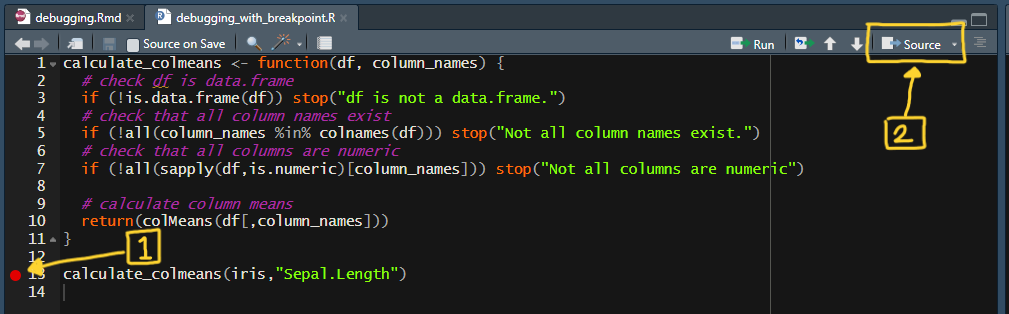 debugging.Rmd × debugging_with_breakpoint.R ×
Source on Save Run Source
1 calculate_colmeans <- function(df, column_names) {
2 # check df is data.frame
3 if (!is.data.frame(df)) stop("df is not a data.frame.")
4 # check that all column names exist
5 if (!all(column_names %in% colnames(df))) stop("Not all column names exist.")
6 # check that all columns are numeric
7 if (!all(sapply(df,is.numeric)[column_names])) stop("Not all columns are numeric")
8
9 # calculate column means
10 return(colMeans(df[,column_names]))
11 }
12
13 calculate_colmeans(iris,"Sepal.Length")
14
1
2